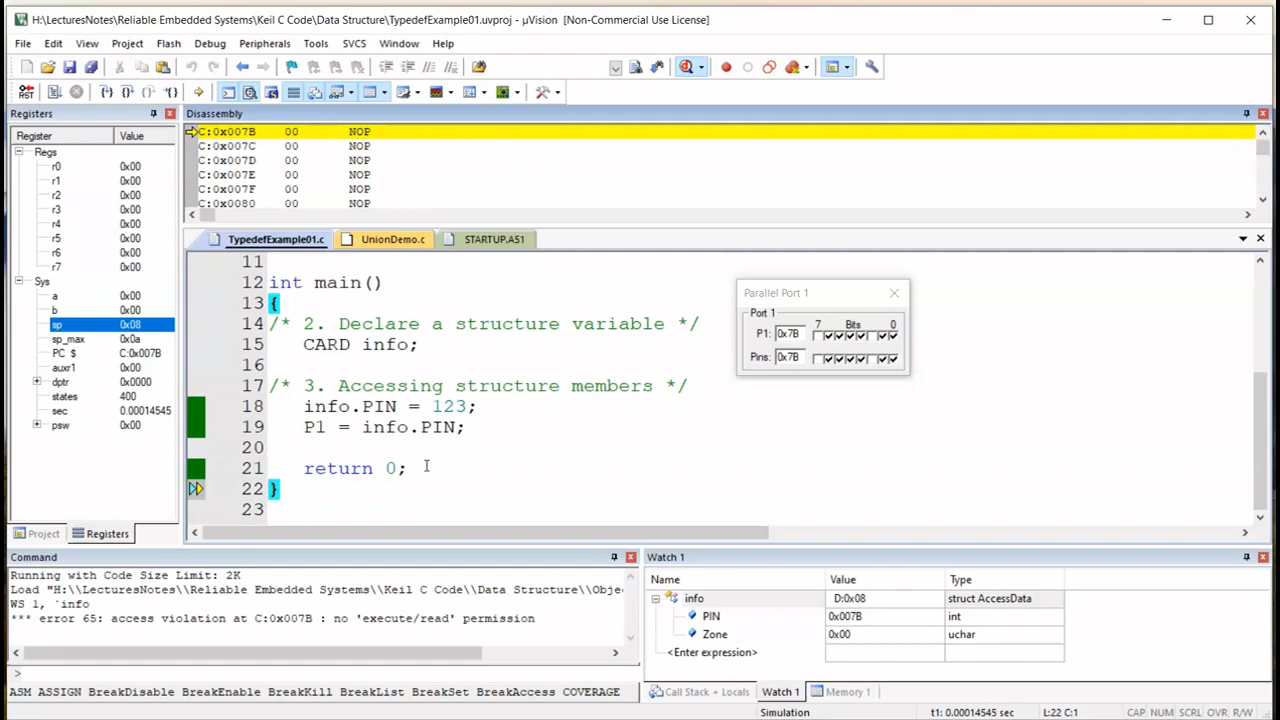 H:\LecturesNotes\Reliable Embedded Systems\Keil C Code\Data Structure\TypedefExample01.uvproj - µVision  [Non-Commercial Use License]
File Edit View Project Flash Debug Peripherals Tools SVCS Window Help
Registers
Register Value
Regs
r0 0x00
r1 0x00
r2 0x00
r3 0x00
r4 0x00
r5 0x00
r6 0x00
r7 0x00
Sys
a 0x00
b 0x00
sp 0x08
sp_max 0x0a
PC $ C:0x007B
auxr1 0x00
dptr 0x0000
states 400
sec 0.00014545
psw 0x00
Project Registers
Disassembly
C:0x007B 00 NOP
C:0x007C 00 NOP
C:0x007D 00 NOP
C:0x007E 00 NOP
C:0x007F 00 NOP
C:0x0080 00 NOP
TypedefExample01.c UnionDemo.c STARTUP.A51
11
12 int main()
13 {
14 /* 2. Declare a structure variable */
15 CARD info;
16
17 /* 3. Accessing structure members */
18 info.PIN = 123;
19 P1 = info.PIN;
20
21 return 0;
22 }
23
Parallel Port 1
Port 1
7 Bits 0
P1: 0x7B
Pins: 0x7B
Command
Running with Code Size Limit: 2K
Load "H:\\LecturesNotes\\Reliable Embedded Systems\\Keil C Code\\Data Structure\\Obje
WS 1, `info
*** error 65: access violation at C:0x007B : no 'execute/read' permission
>
ASM ASSIGN BreakDisable BreakEnable BreakKill BreakList BreakSet BreakAccess COVERAGE
Watch 1
Name Value Type
info D:0x08 struct AccessData
PIN 0x007B int
Zone 0x00 uchar
<Enter expression>
Call Stack + Locals Watch 1 Memory 1
Simulation t1: 0.00014545 sec L:22 C:1 CAP NUM SCRL OVR R/W